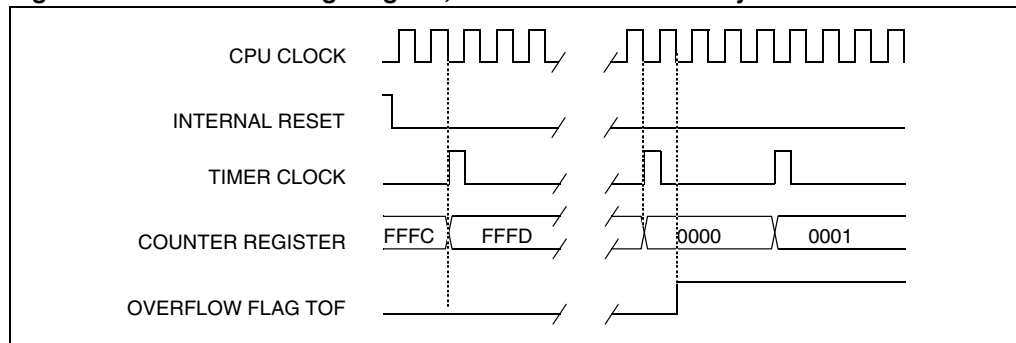 CPU CLOCK
INTERNAL RESET
TIMER CLOCK
COUNTER REGISTER FFFC FFFD 0000 0001
OVERFLOW FLAG TOF